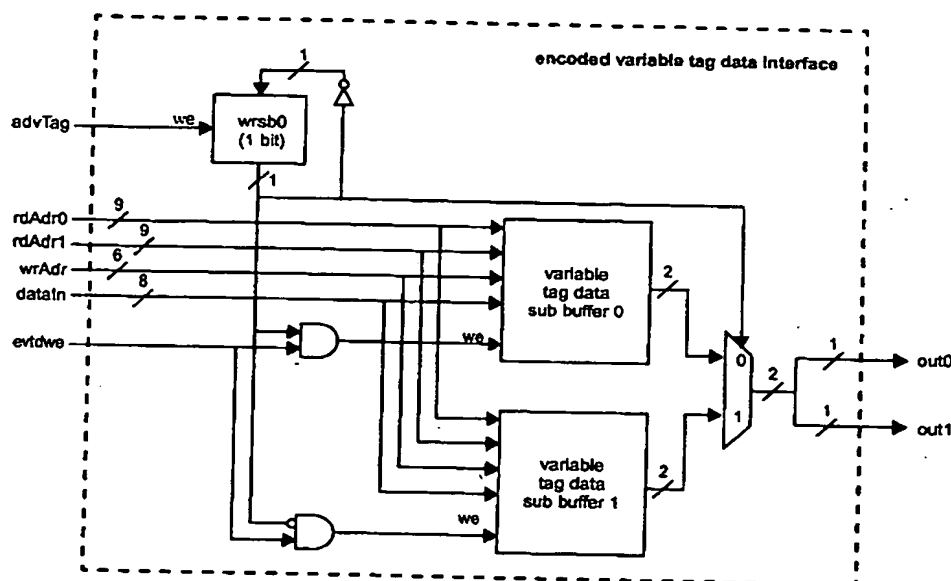 encoded variable tag data interface
1
advTag
we
wrsb0
(1 bit)
1
rdAdr0
9
rdAdr1
9
wrAdr
6
dataIn
8
evtdwe
variable
tag data
sub buffer 0
2
we
0
1
2
1
out0
1
out1
variable
tag data
sub buffer 1
2
we